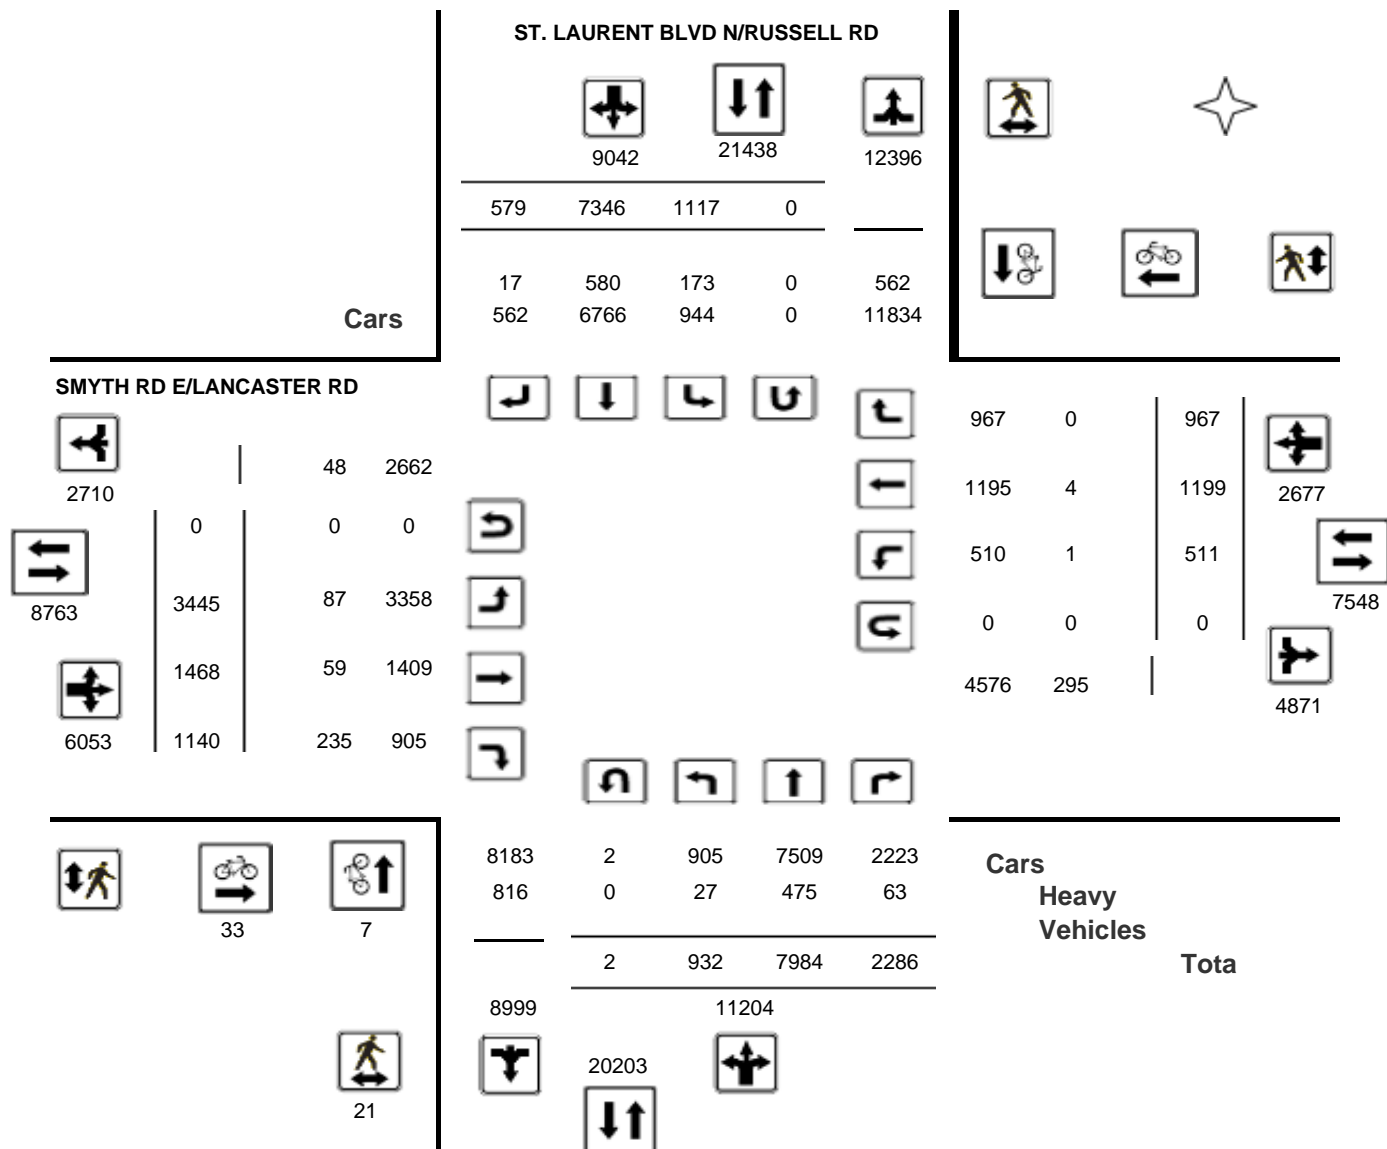 ST. LAURENT BLVD N/RUSSELL RD
9042 21438 12396
579 7346 1117 0
17 580 173 0 562
Cars 562 6766 944 0 11834
SMYTH RD E/LANCASTER RD
967 0 967
48 2662
2710
1195 4 1199 2677
0 0 0
510 1 511
8763 3445 87 3358
7548
0 0 0
1468 59 1409
4576 295
4871
6053 1140 235 905
8183 2 905 7509 2223
Cars
816 0 27 475 63
Heavy
Vehicles
33 7
2 932 7984 2286
Tota
8999 11204
20203
21